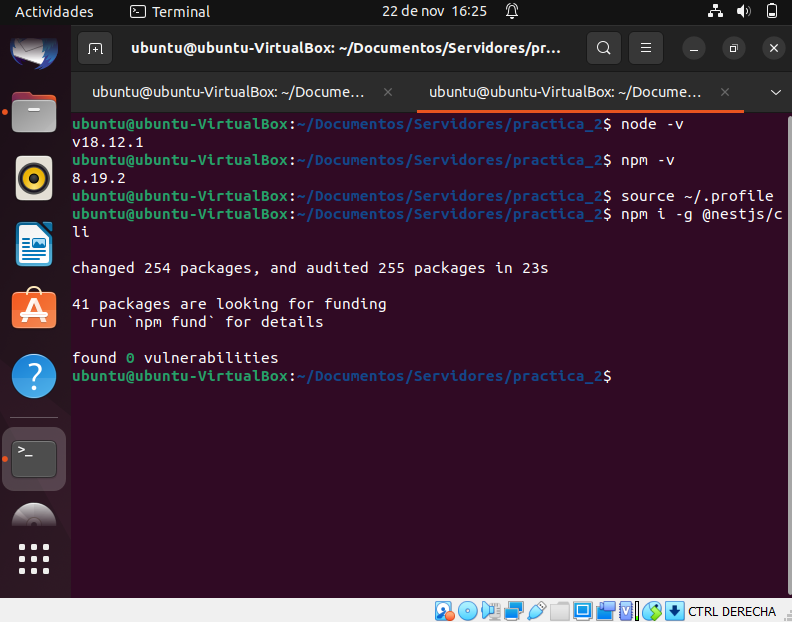 Actividades
Terminal
22 de nov 16:25
ubuntu@ubuntu-VirtualBox: ~/Documentos/Servidores/pr...
ubuntu@ubuntu-VirtualBox: ~/Docume...
ubuntu@ubuntu-VirtualBox: ~/Docume...
ubuntu@ubuntu-VirtualBox:~/Documentos/Servidores/practica_2$ node -v
v18.12.1
ubuntu@ubuntu-VirtualBox:~/Documentos/Servidores/practica_2$ npm -v
8.19.2
ubuntu@ubuntu-VirtualBox:~/Documentos/Servidores/practica_2$ source ~/.profile
ubuntu@ubuntu-VirtualBox:~/Documentos/Servidores/practica_2$ npm i -g @nestjs/c
li
changed 254 packages, and audited 255 packages in 23s
41 packages are looking for funding
  run `npm fund` for details
found 0 vulnerabilities
ubuntu@ubuntu-VirtualBox:~/Documentos/Servidores/practica_2$
CTRL DERECHA